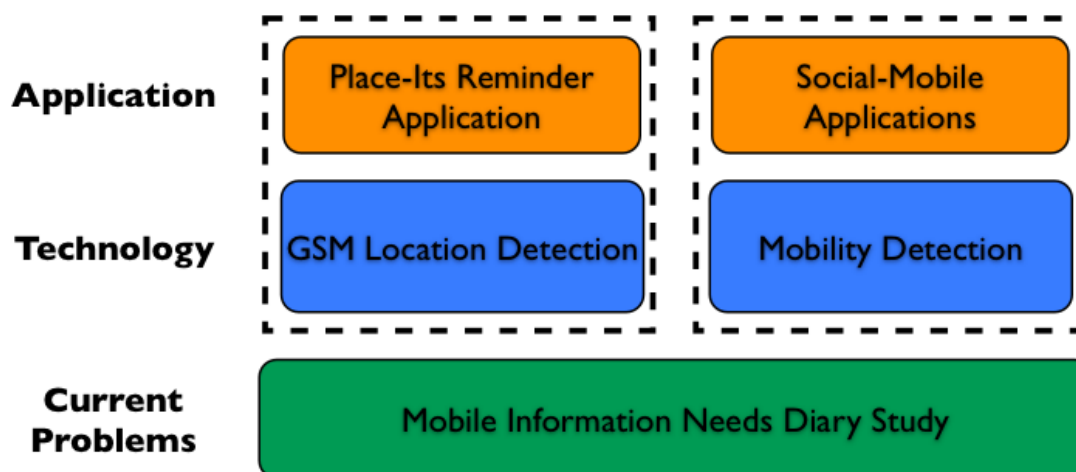 Application
Place-Its Reminder
Application
Social-Mobile
Applications
Technology
GSM Location Detection
Mobility Detection
Current
Problems
Mobile Information Needs Diary Study